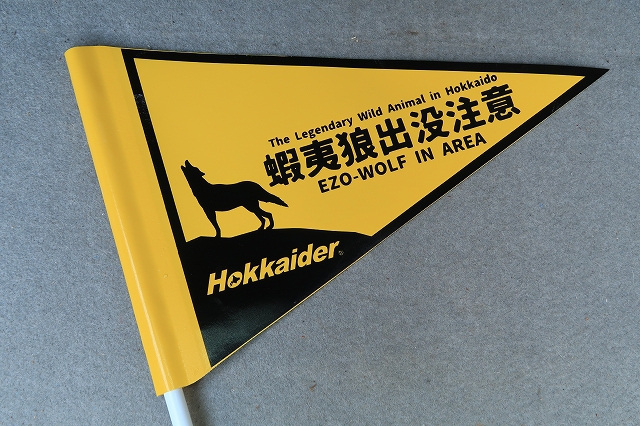 The Legendary Wild Animal in Hokkaido
蝦夷狼出没注意
EZO-WOLF IN AREA
Hokkaider